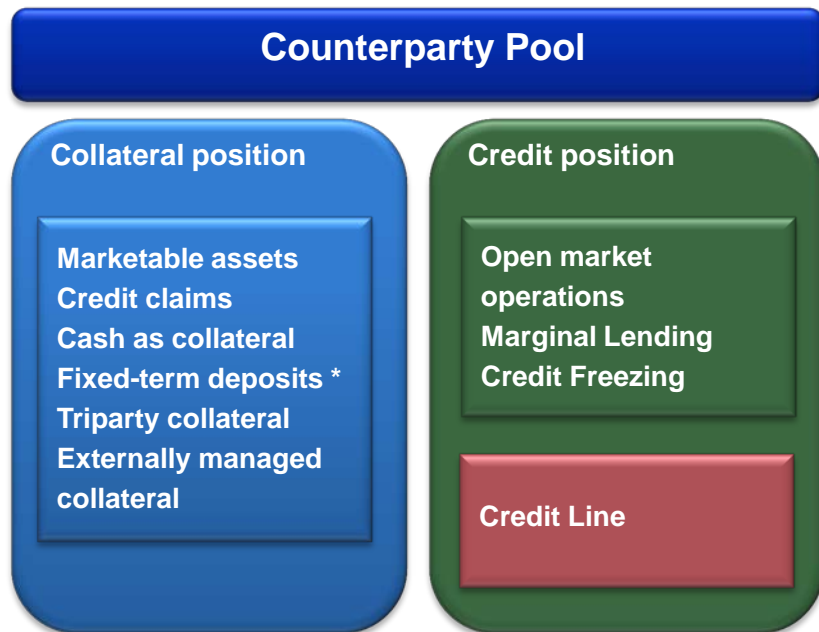 Counterparty Pool
Collateral position
Marketable assets
Credit claims
Cash as collateral
Fixed-term deposits *
Triparty collateral
Externally managed
collateral
Credit position
Open market
operations
Marginal Lending
Credit Freezing
Credit Line